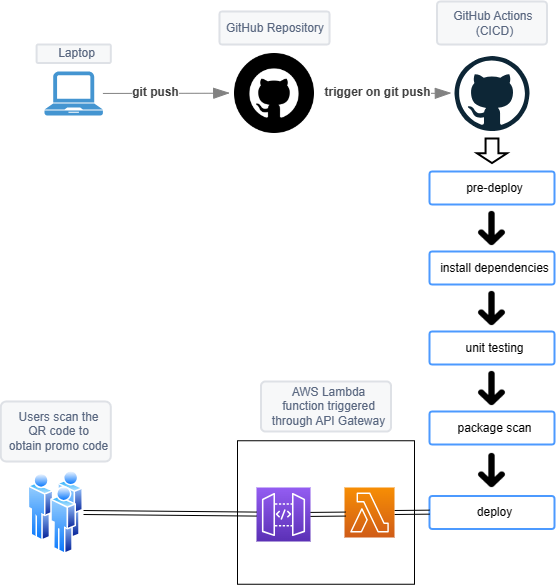 GitHub Actions
(CICD)
GitHub Repository
Laptop
git push
trigger on git push
pre-deploy
install dependencies
unit testing
package scan
deploy
AWS Lambda
function triggered
through API Gateway
Users scan the
QR code to
obtain promo code